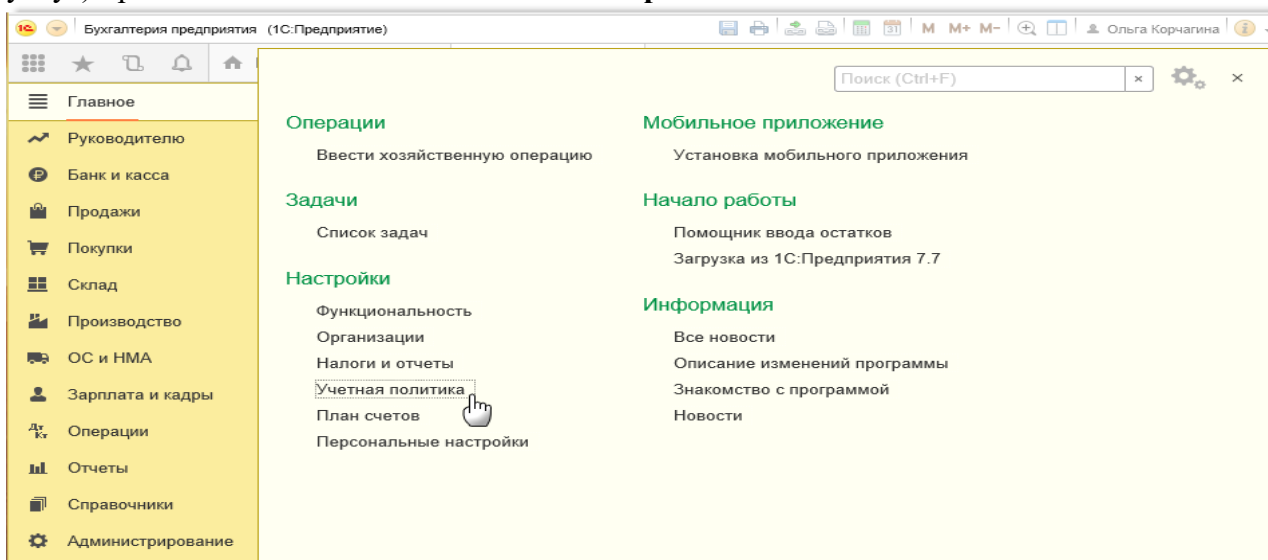 Бухгалтерия предприятия (1С:Предприятие)
M M+ M- Ольга Корчагина
Поиск (Ctrl+F)
Главное
Руководителю
Банк и касса
Продажи
Покупки
Склад
Производство
ОС и НМА
Зарплата и кадры
Дт Кт Операции
Отчеты
Справочники
Администрирование
Операции
Ввести хозяйственную операцию
Задачи
Список задач
Настройки
Функциональность
Организации
Налоги и отчеты
Учетная политика
План счетов
Персональные настройки
Мобильное приложение
Установка мобильного приложения
Начало работы
Помощник ввода остатков
Загрузка из 1С:Предприятия 7.7
Информация
Все новости
Описание изменений программы
Знакомство с программой
Новости